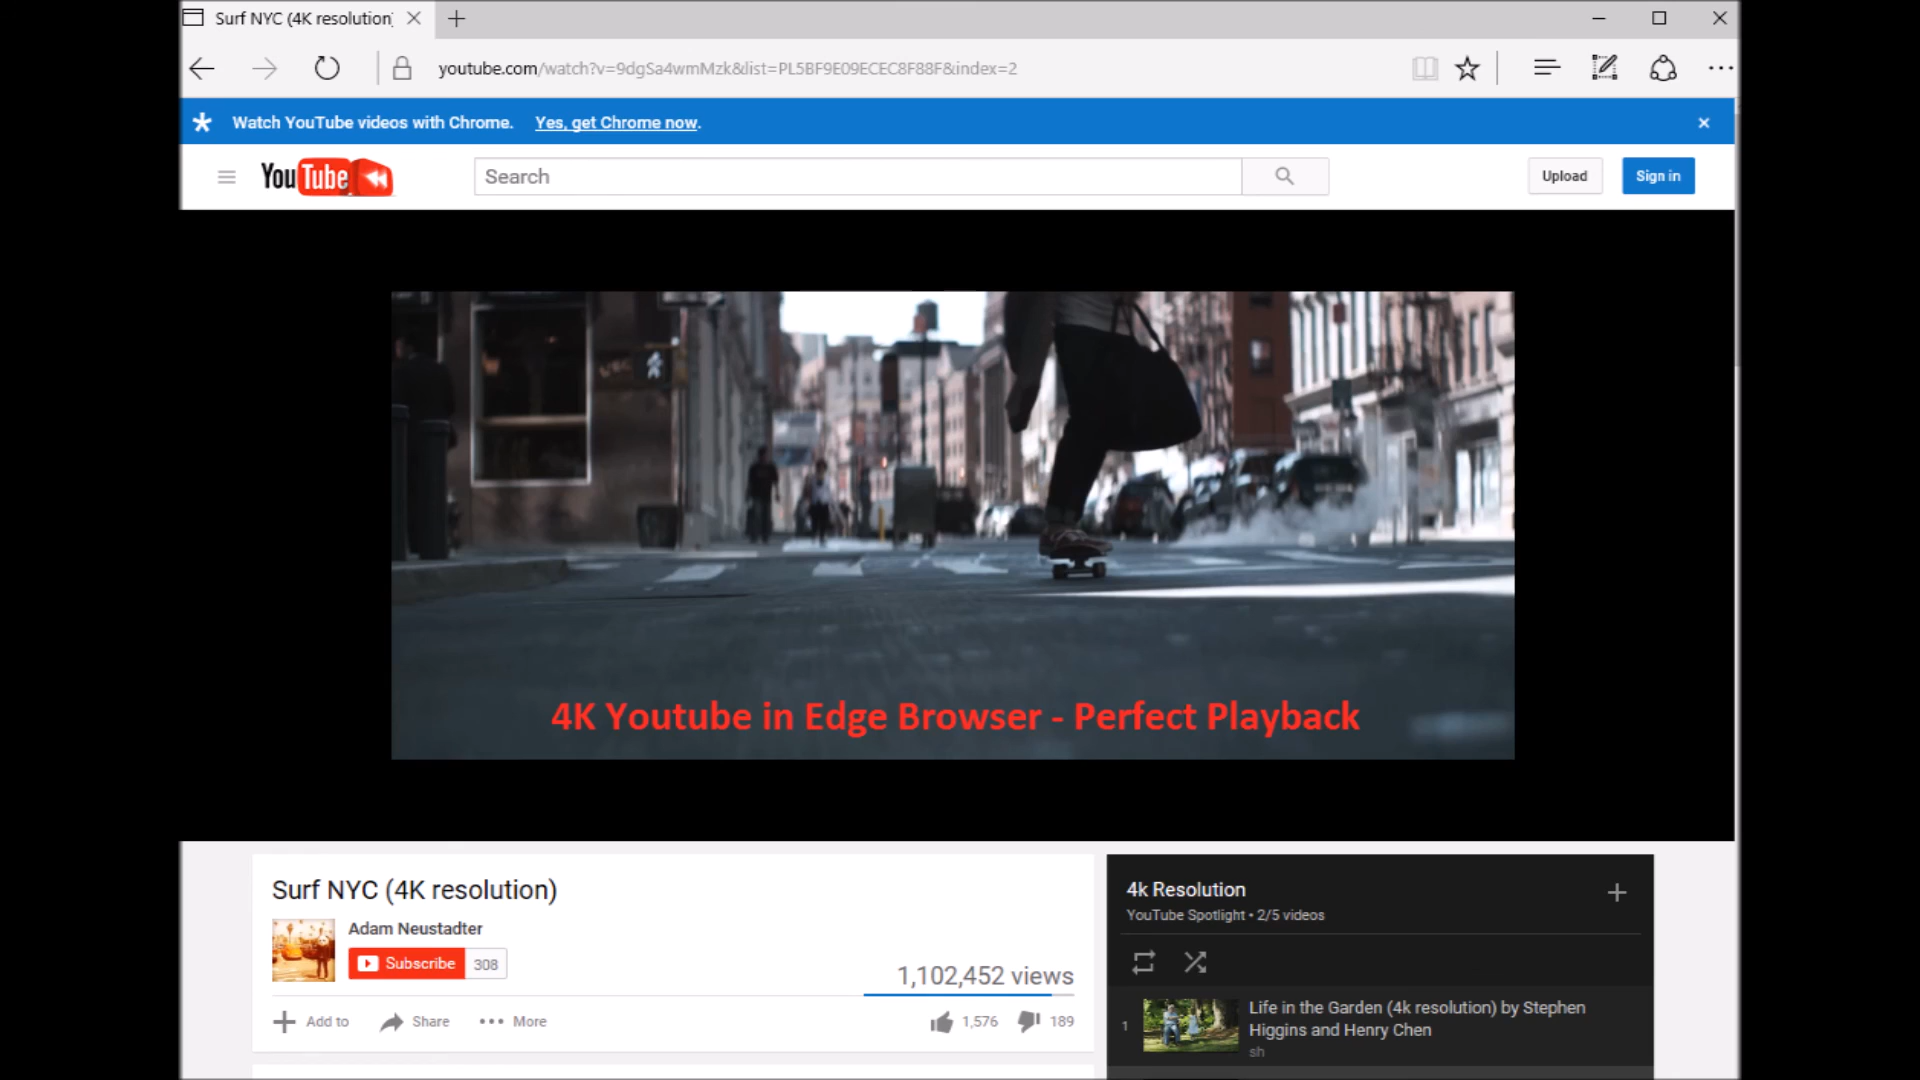 Surf NYC (4K resolution)
youtube.com/watch?v=9dgSa4wmMzk&list=PL5BF9E09ECEC8F88F&index=2
Watch YouTube videos with Chrome. Yes, get Chrome now.
YouTube
Search
Upload
Sign in
4K Youtube in Edge Browser - Perfect Playback
Surf NYC (4K resolution)
Adam Neustadter
Subscribe 308
1,102,452 views
Add to Share More
1,576 189
4k Resolution
YouTube Spotlight • 2/5 videos
1
Life in the Garden (4k resolution) by Stephen
Higgins and Henry Chen
sh